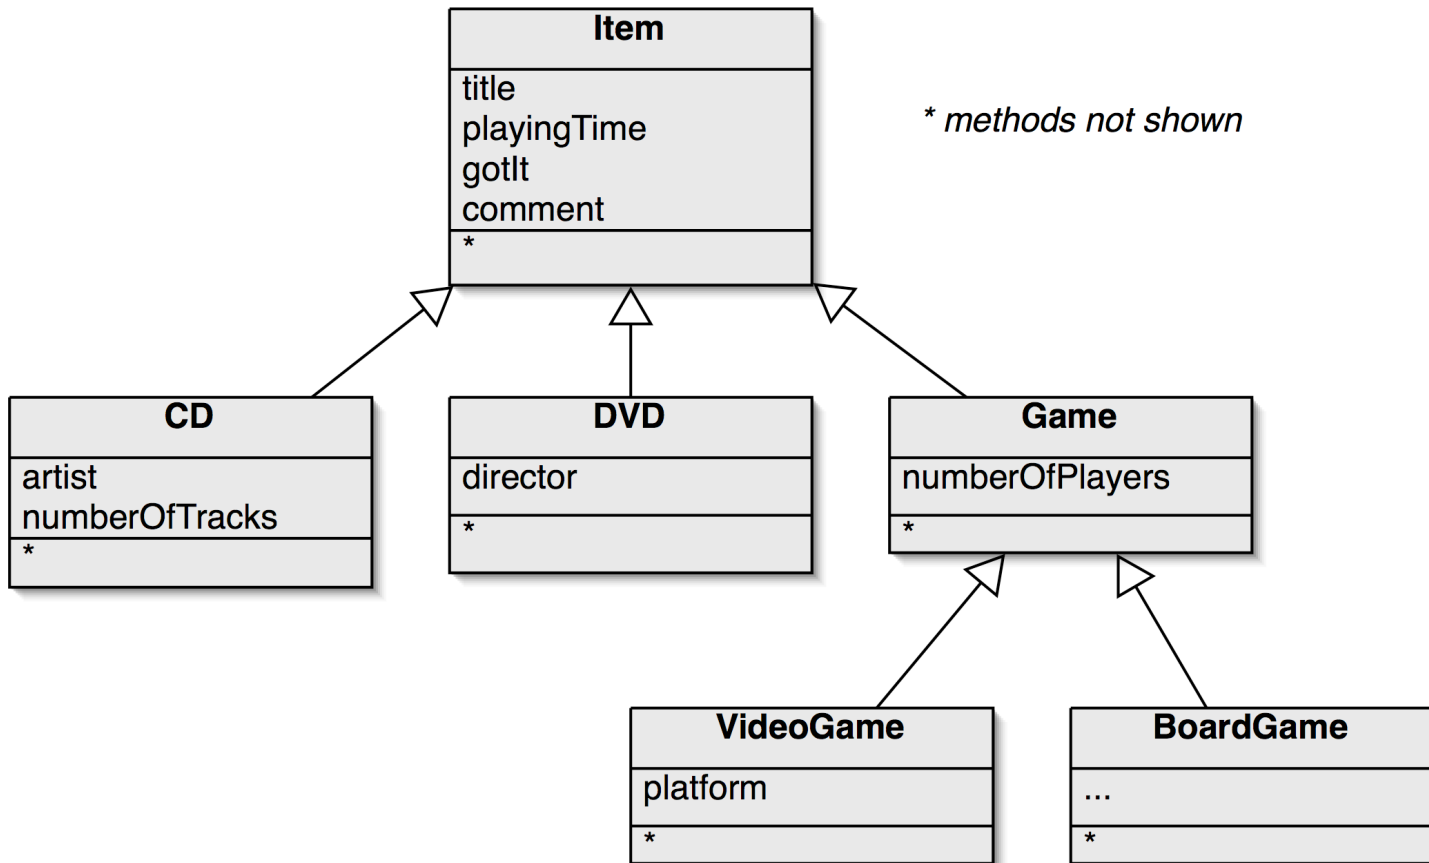 Item
title
playingTime
gotIt
comment
*
* methods not shown
CD
artist
numberOfTracks
*
DVD
director
*
Game
numberOfPlayers
*
VideoGame
platform
*
BoardGame
...
*